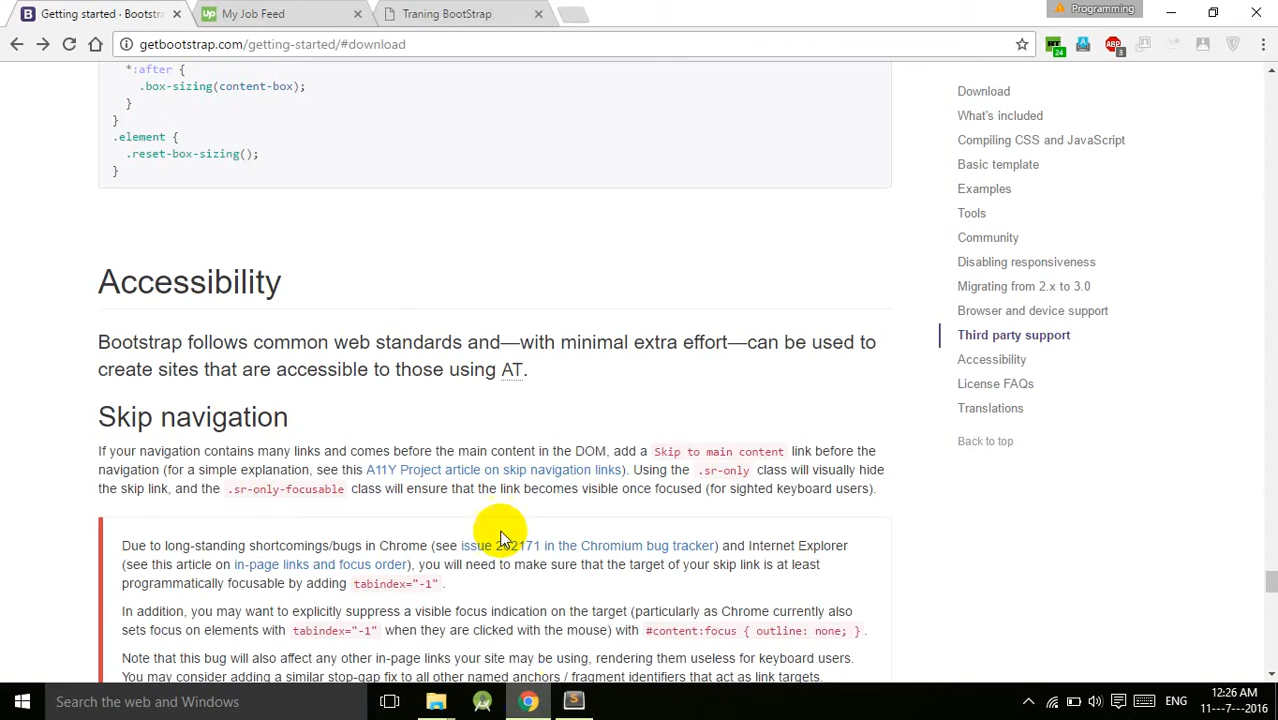 Getting started · Bootstra
My Job Feed
Traning BootStrap
Programming
getbootstrap.com/getting-started/#download
24
ABP
3
*:after {
.box-sizing(content-box);
}
}
.element {
.reset-box-sizing();
}
Accessibility
Bootstrap follows common web standards and—with minimal extra effort—can be used to
create sites that are accessible to those using AT.
Skip navigation
If your navigation contains many links and comes before the main content in the DOM, add a Skip to main content link before the
navigation (for a simple explanation, see this A11Y Project article on skip navigation links). Using the .sr-only class will visually hide
the skip link, and the .sr-only-focusable class will ensure that the link becomes visible once focused (for sighted keyboard users).
Due to long-standing shortcomings/bugs in Chrome (see issue 262171 in the Chromium bug tracker) and Internet Explorer
(see this article on in-page links and focus order), you will need to make sure that the target of your skip link is at least
programmatically focusable by adding tabindex="-1".
In addition, you may want to explicitly suppress a visible focus indication on the target (particularly as Chrome currently also
sets focus on elements with tabindex="-1" when they are clicked with the mouse) with #content:focus { outline: none; }.
Note that this bug will also affect any other in-page links your site may be using, rendering them useless for keyboard users.
You may consider adding a similar stop-gap fix to all other named anchors / fragment identifiers that act as link targets.
Download
What's included
Compiling CSS and JavaScript
Basic template
Examples
Tools
Community
Disabling responsiveness
Migrating from 2.x to 3.0
Browser and device support
Third party support
Accessibility
License FAQs
Translations
Back to top
Search the web and Windows
ENG
12:26 AM
11---7---2016